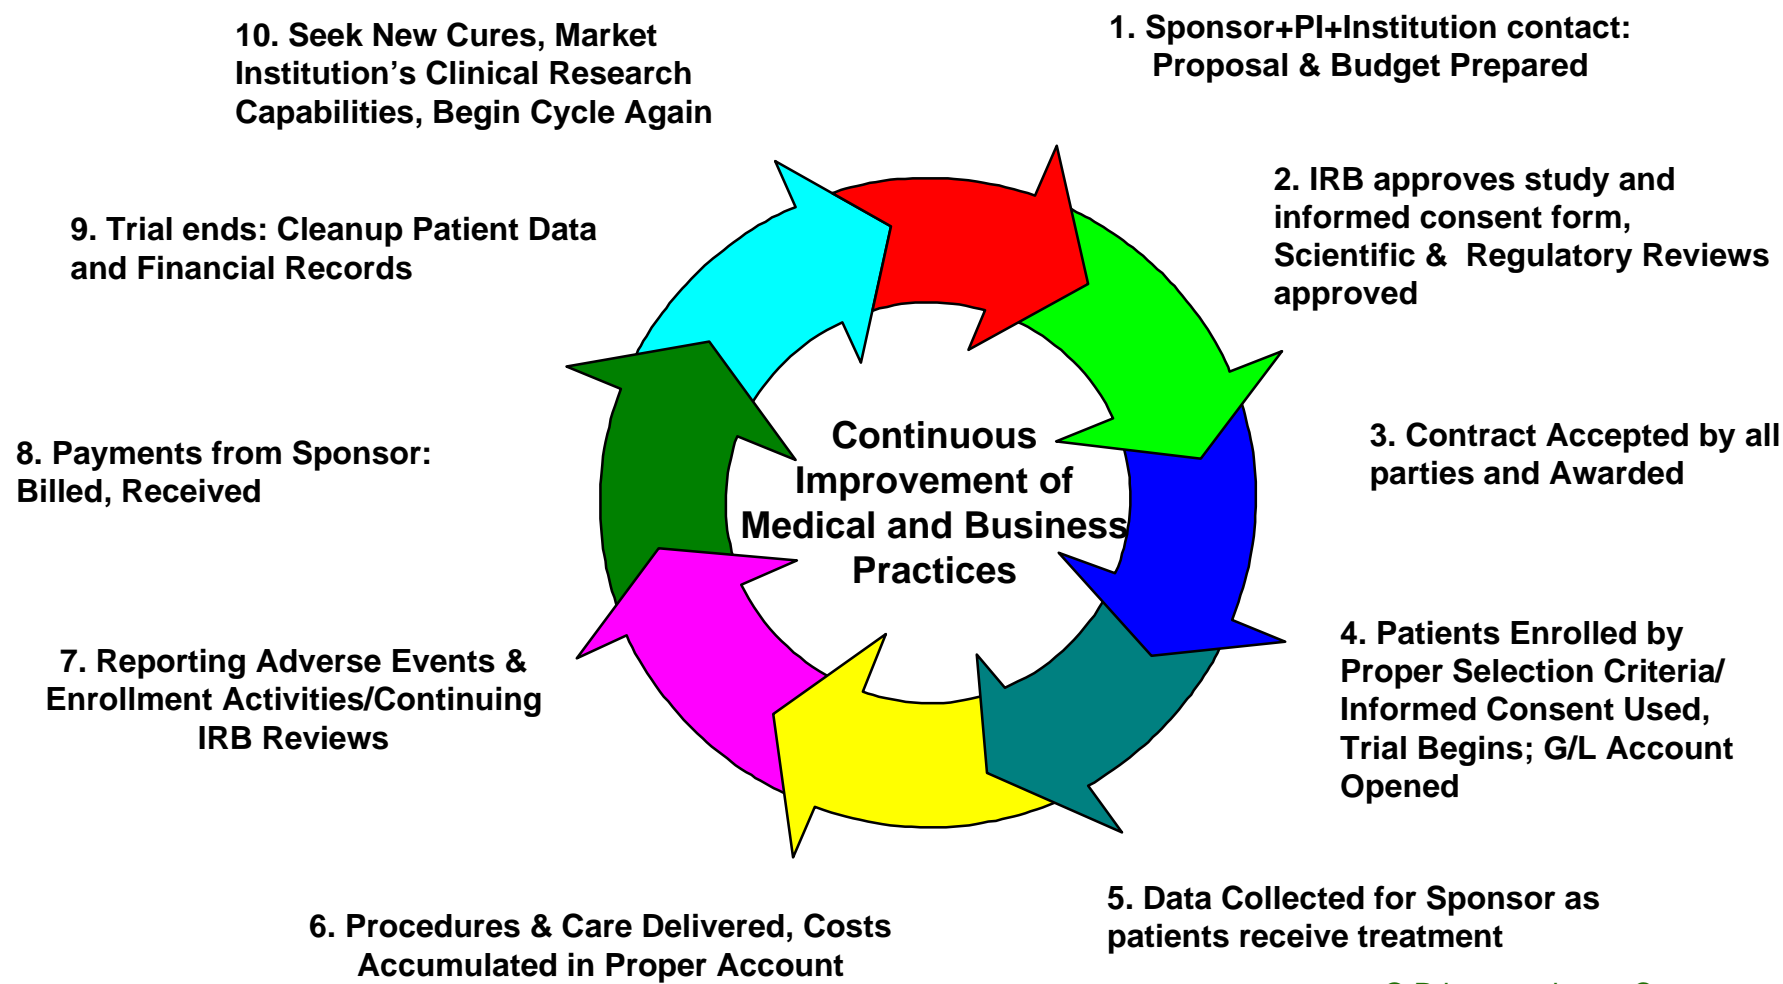 10. Seek New Cures, Market
Institution’s Clinical Research
Capabilities, Begin Cycle Again
1. Sponsor+PI+Institution contact:
Proposal & Budget Prepared
2. IRB approves study and
informed consent form,
Scientific & Regulatory Reviews
approved
9. Trial ends: Cleanup Patient Data
and Financial Records
8. Payments from Sponsor:
Billed, Received
Continuous
Improvement of
Medical and Business
Practices
3. Contract Accepted by all
parties and Awarded
7. Reporting Adverse Events &
Enrollment Activities/Continuing
IRB Reviews
4. Patients Enrolled by
Proper Selection Criteria/
Informed Consent Used,
Trial Begins; G/L Account
Opened
6. Procedures & Care Delivered, Costs
Accumulated in Proper Account
5. Data Collected for Sponsor as
patients receive treatment